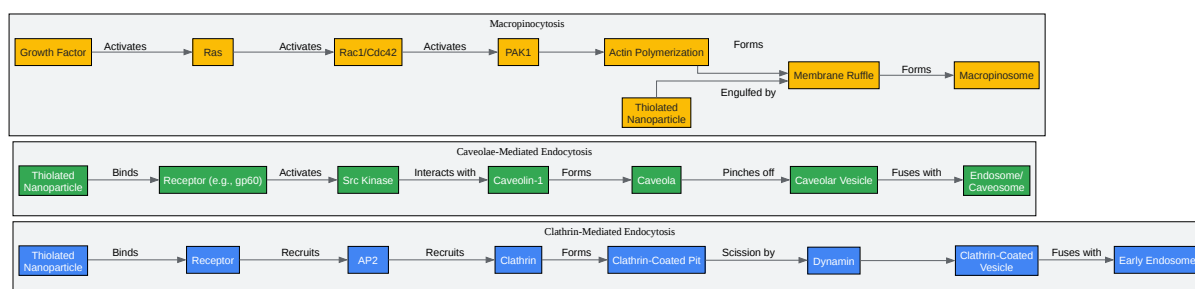 Macropinocytosis
Growth Factor
Activates
Ras
Activates
Rac1/Cdc42
Activates
PAK1
Actin Polymerization
Forms
Thiolated
Nanoparticle
Engulfed by
Membrane Ruffle
Forms
Macropinosome
Caveolae-Mediated Endocytosis
Thiolated
Nanoparticle
Binds
Receptor (e.g., gp60)
Activates
Src Kinase
Interacts with
Caveolin-1
Forms
Caveola
Pinches off
Caveolar Vesicle
Fuses with
Endosome/
Caveosome
Clathrin-Mediated Endocytosis
Thiolated
Nanoparticle
Binds
Receptor
Recruits
AP2
Recruits
Clathrin
Forms
Clathrin-Coated Pit
Scission by
Dynamin
Clathrin-Coated
Vesicle
Fuses with
Early Endosome